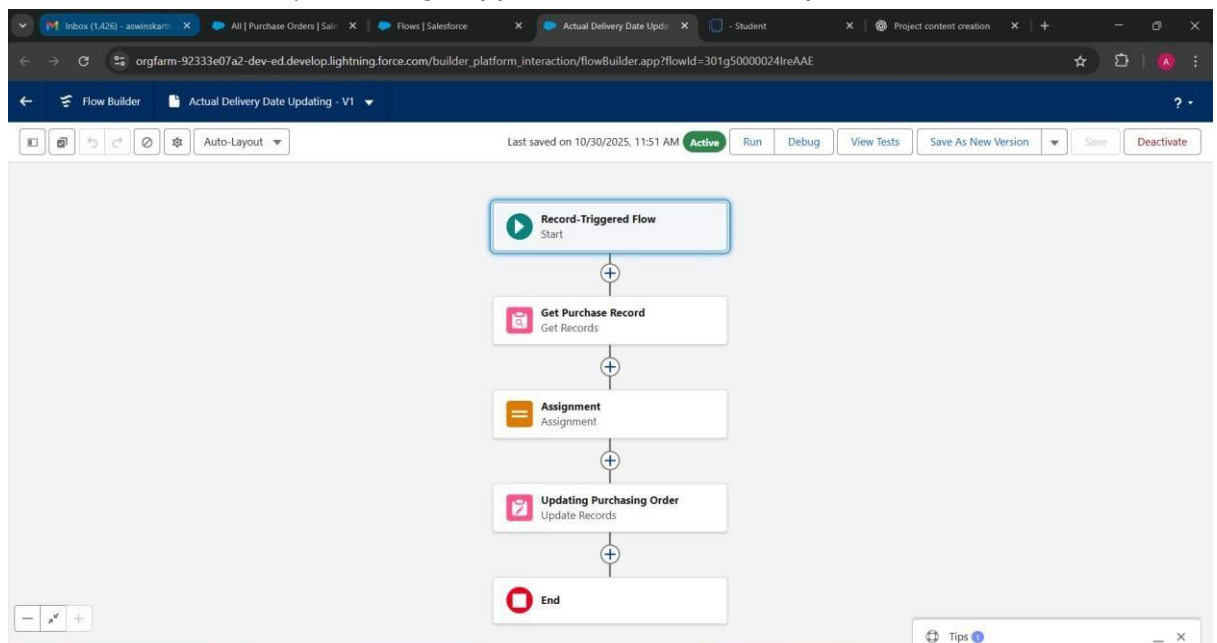 Inbox (1,426) - aswinskarth
All | Purchase Orders | Sale
Flows | Salesforce
Actual Delivery Date Upda
- Student
Project content creation
orgfarm-92333e07a2-dev-ed.develop.lightning.force.com/builder_platform_interaction/flowBuilder.app?flowId=301g50000024IreAAE
A
Flow Builder
Actual Delivery Date Updating - V1
?
Auto-Layout
Last saved on 10/30/2025, 11:51 AM
Active
Run
Debug
View Tests
Save As New Version
Save
Deactivate
Record-Triggered Flow
Start
Get Purchase Record
Get Records
Assignment
Assignment
Updating Purchasing Order
Update Records
End
Tips 1